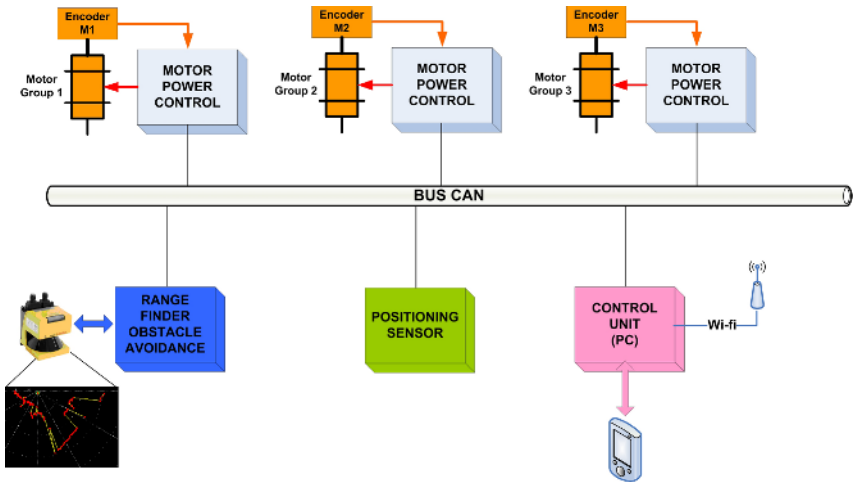 Encoder
M1
MOTOR
POWER
CONTROL
Motor
Group 1
Encoder
M2
MOTOR
POWER
CONTROL
Motor
Group 2
Encoder
M3
MOTOR
POWER
CONTROL
Motor
Group 3
BUS CAN
RANGE
FINDER
OBSTACLE
AVOIDANCE
POSITIONING
SENSOR
CONTROL
UNIT
(PC)
Wi-fi